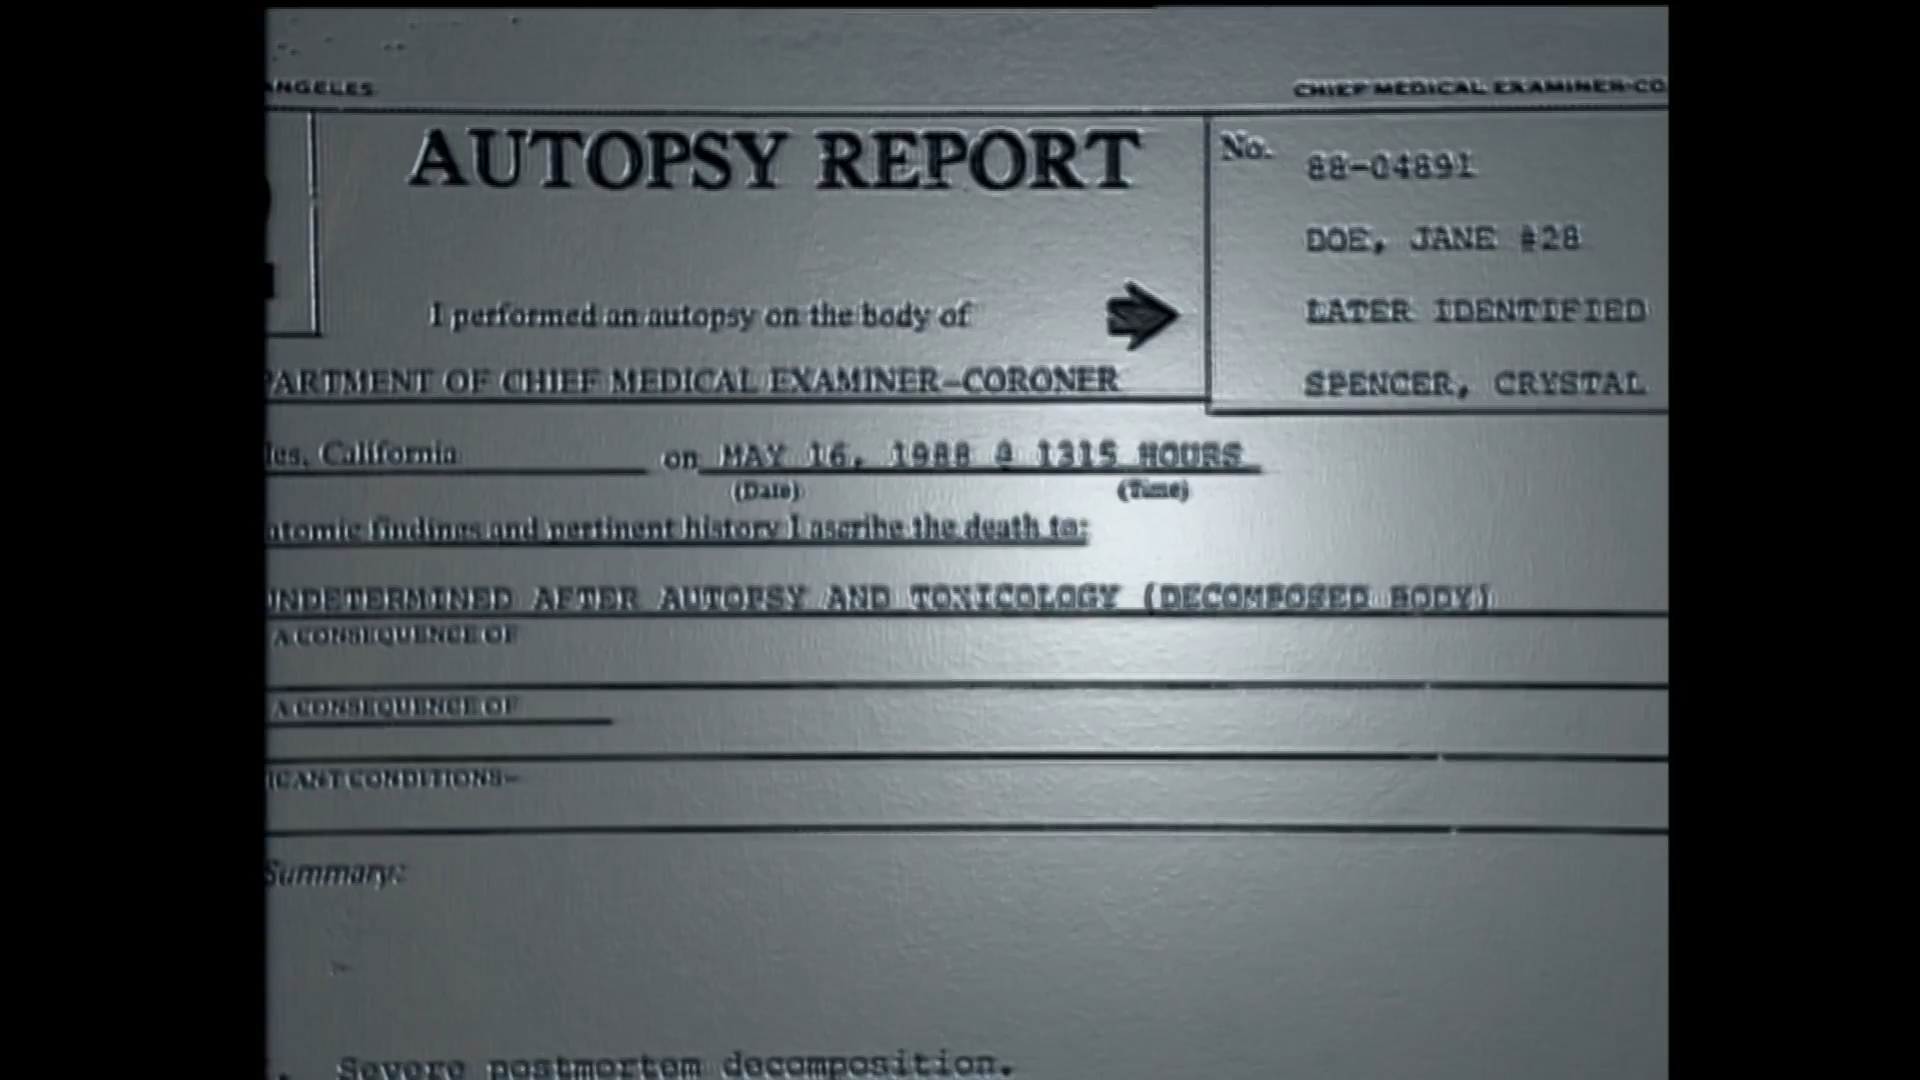 ANGELES
CHIEF MEDICAL EXAMINER-CO
AUTOPSY REPORT
No.
88-04891
DOE, JANE #28
I performed an autopsy on the body of
LATER IDENTIFIED
PARTMENT OF CHIEF MEDICAL EXAMINER-CORONER
SPENCER, CRYSTAL
les, California on MAY 16, 1988 @ 1315 HOURS
(Date) (Time)
atomic findings and pertinent history I ascribe the death to:
UNDETERMINED AFTER AUTOPSY AND TOXICOLOGY (DECOMPOSED BODY)
A CONSEQUENCE OF
A CONSEQUENCE OF
ICANT CONDITIONS-
Summary:
. Severe postmortem decomposition.